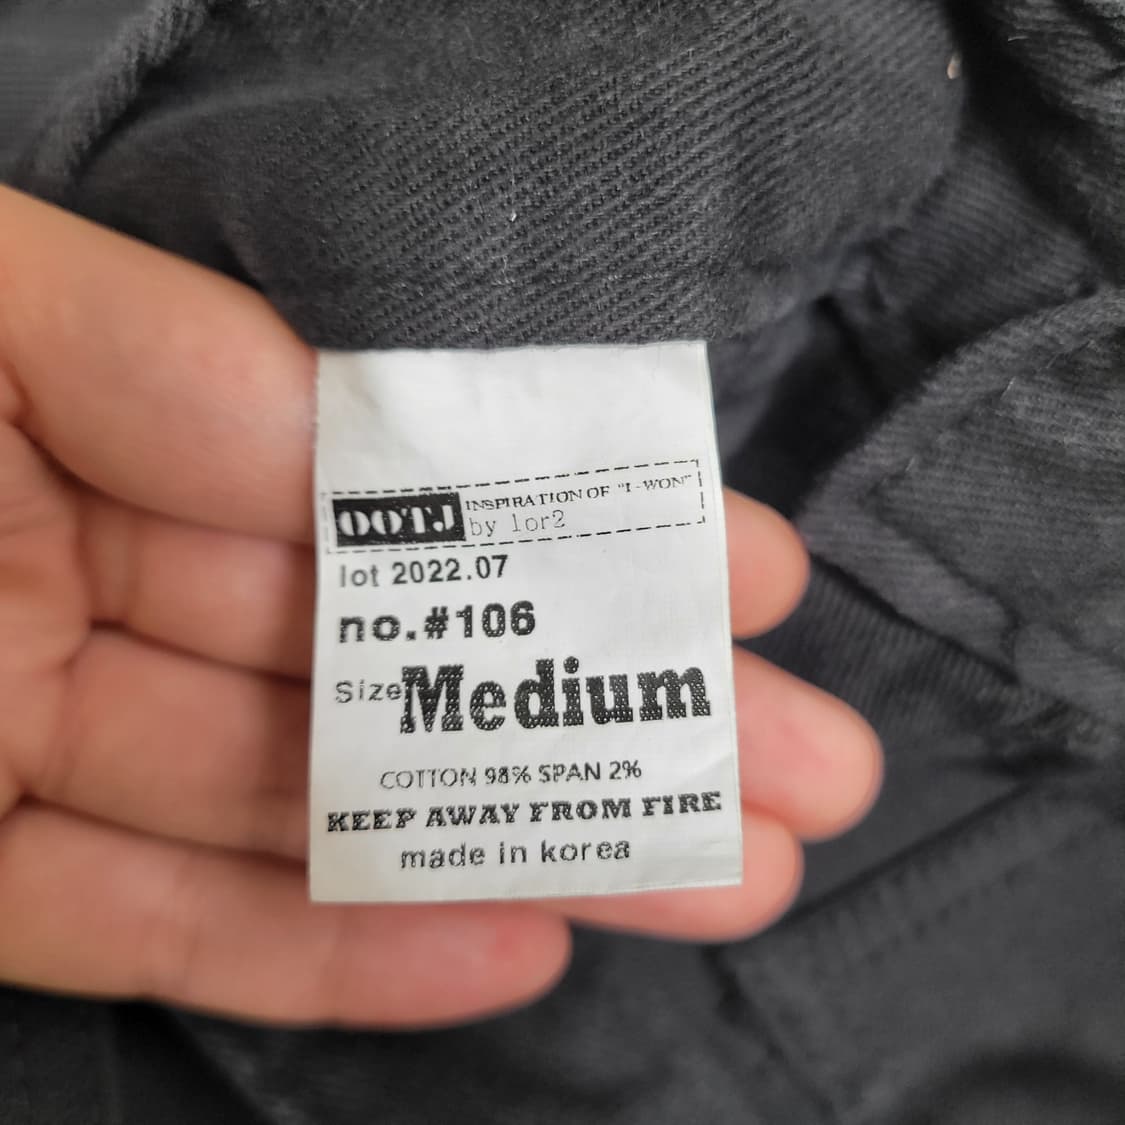 OOTJ INSPIRATION OF "I-WON"
by lor2
lot 2022.07
no.#106
Size Medium
COTTON 98% SPAN 2%
KEEP AWAY FROM FIRE
made in korea